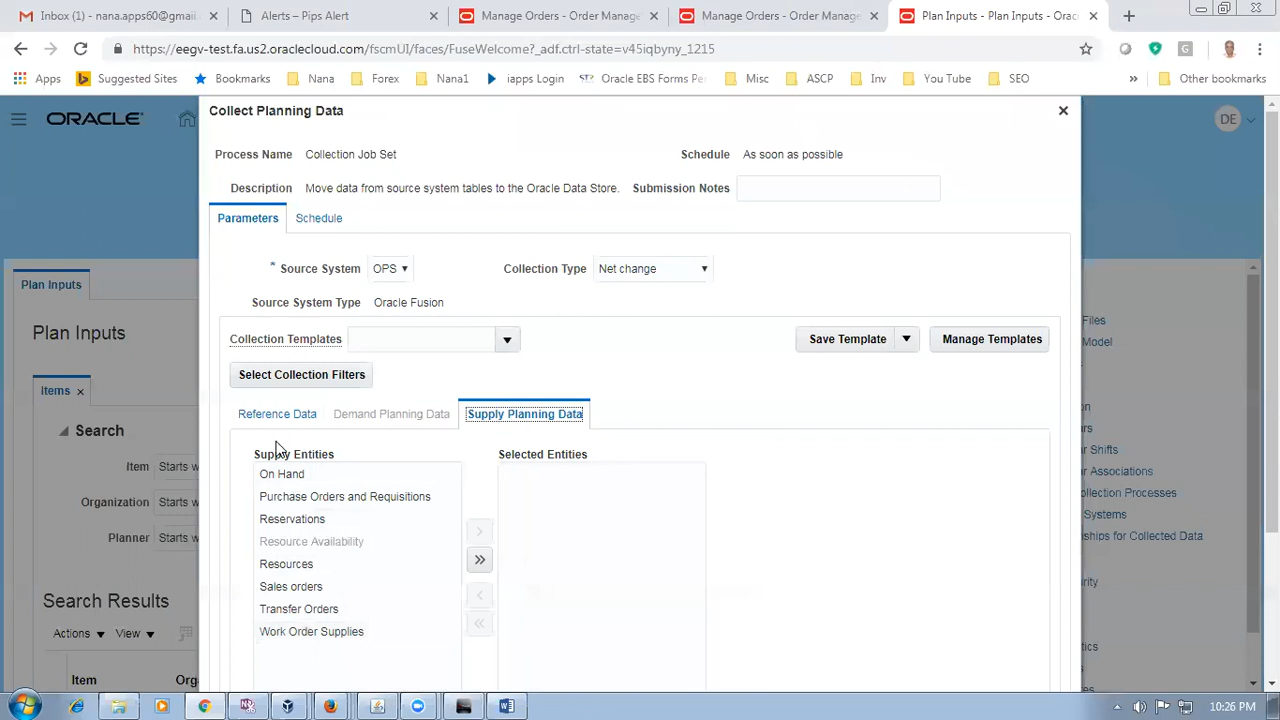 Inbox (1) - nana.apps60@gmail.
Alerts – Pips Alert
Manage Orders - Order Manage
Manage Orders - Order Manage
Plan Inputs - Plan Inputs - Orac
https://eegv-test.fa.us2.oraclecloud.com/fscmUI/faces/FuseWelcome?_adf.ctrl-state=v45iqbyny_1215
Apps
Suggested Sites
Bookmarks
Nana
Forex
Nana1
iapps Login
Oracle EBS Forms Pe
Misc
ASCP
Inv
You Tube
SEO
Other bookmarks
ORACLE
DE
Collect Planning Data
Process Name Collection Job Set
Schedule As soon as possible
Description Move data from source system tables to the Oracle Data Store.
Submission Notes
Parameters
Schedule
* Source System OPS
Collection Type Net change
Source System Type Oracle Fusion
Collection Templates
Save Template
Manage Templates
Select Collection Filters
Reference Data
Demand Planning Data
Supply Planning Data
Supply Entities
Selected Entities
On Hand
Purchase Orders and Requisitions
Reservations
Resource Availability
Resources
Sales orders
Transfer Orders
Work Order Supplies
Plan Inputs
Plan Inputs
Items
Search
Item Starts w
Organization Starts w
Planner Starts w
Search Results
Actions
View
Item
Org
Files
Model
Shifts
Associations
ollection Processes
Systems
ships for Collected Data
10:26 PM